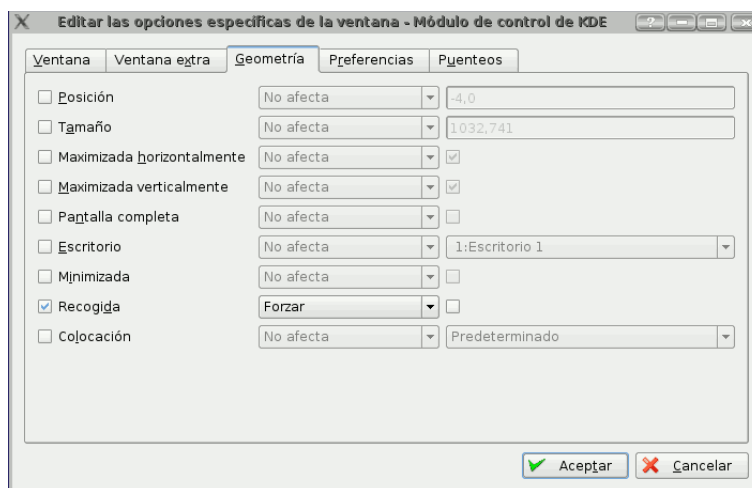 Editar las opciones específicas de la ventana - Módulo de control de KDE
Ventana Ventana extra Geometría Preferencias Puenteos
Posición No afecta -4,0
Tamaño No afecta 1032,741
Maximizada horizontalmente No afecta
Maximizada verticalmente No afecta
Pantalla completa No afecta
Escritorio No afecta 1:Escritorio 1
Minimizada No afecta
Recogida Forzar
Colocación No afecta Predeterminado
Aceptar Cancelar